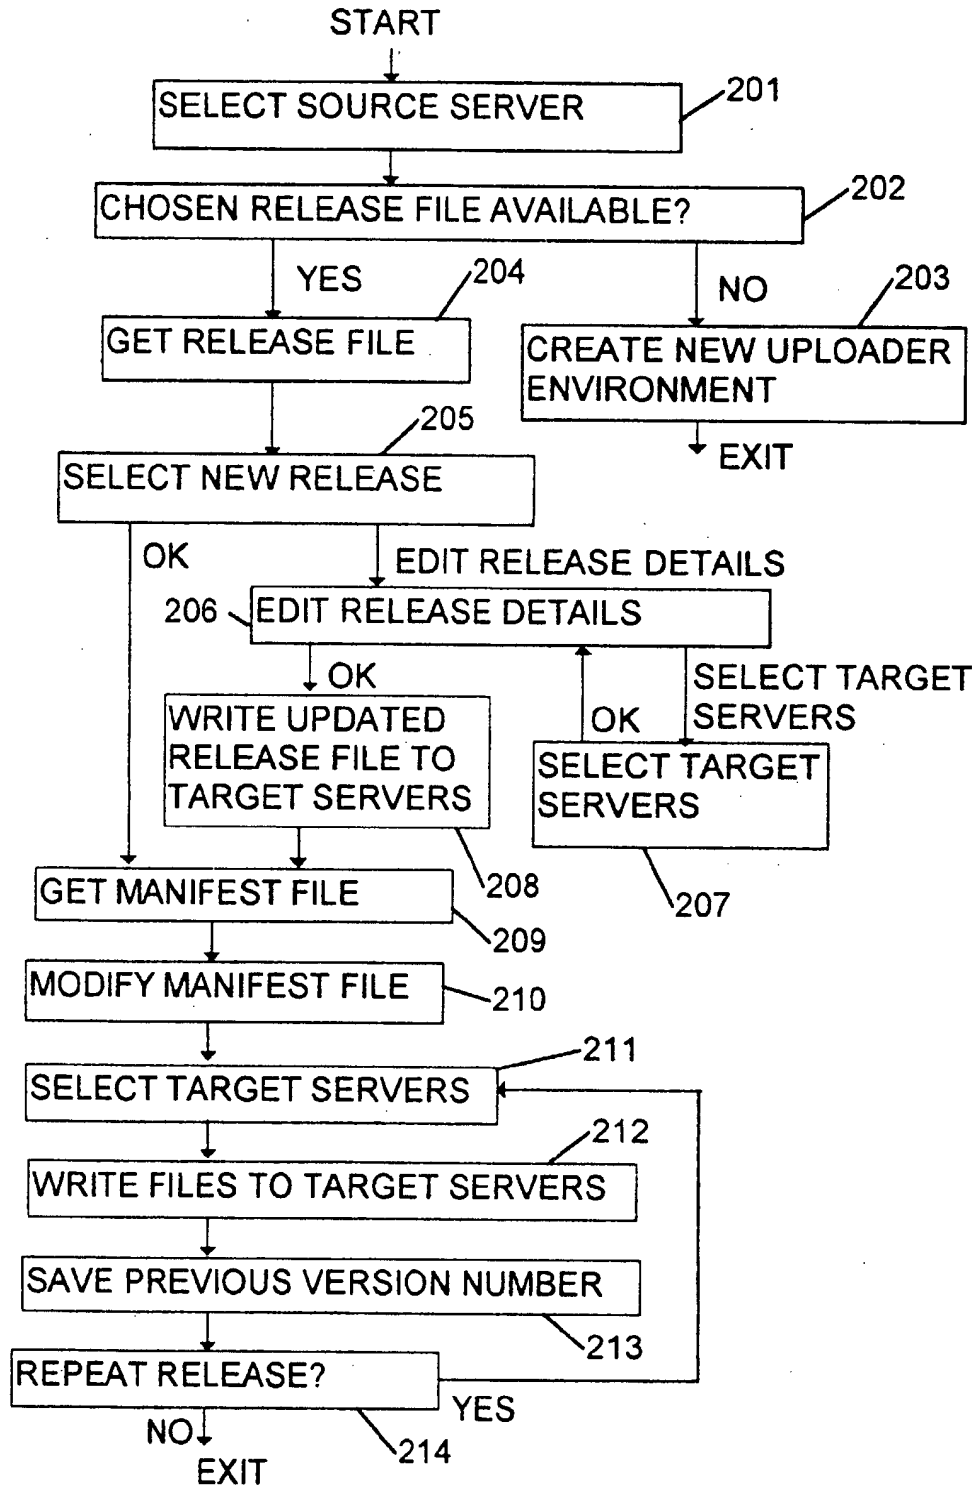 START
SELECT SOURCE SERVER
201
CHOSEN RELEASE FILE AVAILABLE?
202
YES
204
NO
203
GET RELEASE FILE
CREATE NEW UPLOADER
ENVIRONMENT
EXIT
205
SELECT NEW RELEASE
OK
EDIT RELEASE DETAILS
206
EDIT RELEASE DETAILS
OK
SELECT TARGET
SERVERS
OK
WRITE UPDATED
RELEASE FILE TO
TARGET SERVERS
SELECT TARGET
SERVERS
208
207
GET MANIFEST FILE
209
MODIFY MANIFEST FILE
210
211
SELECT TARGET SERVERS
212
WRITE FILES TO TARGET SERVERS
SAVE PREVIOUS VERSION NUMBER
213
REPEAT RELEASE?
YES
NO
214
EXIT